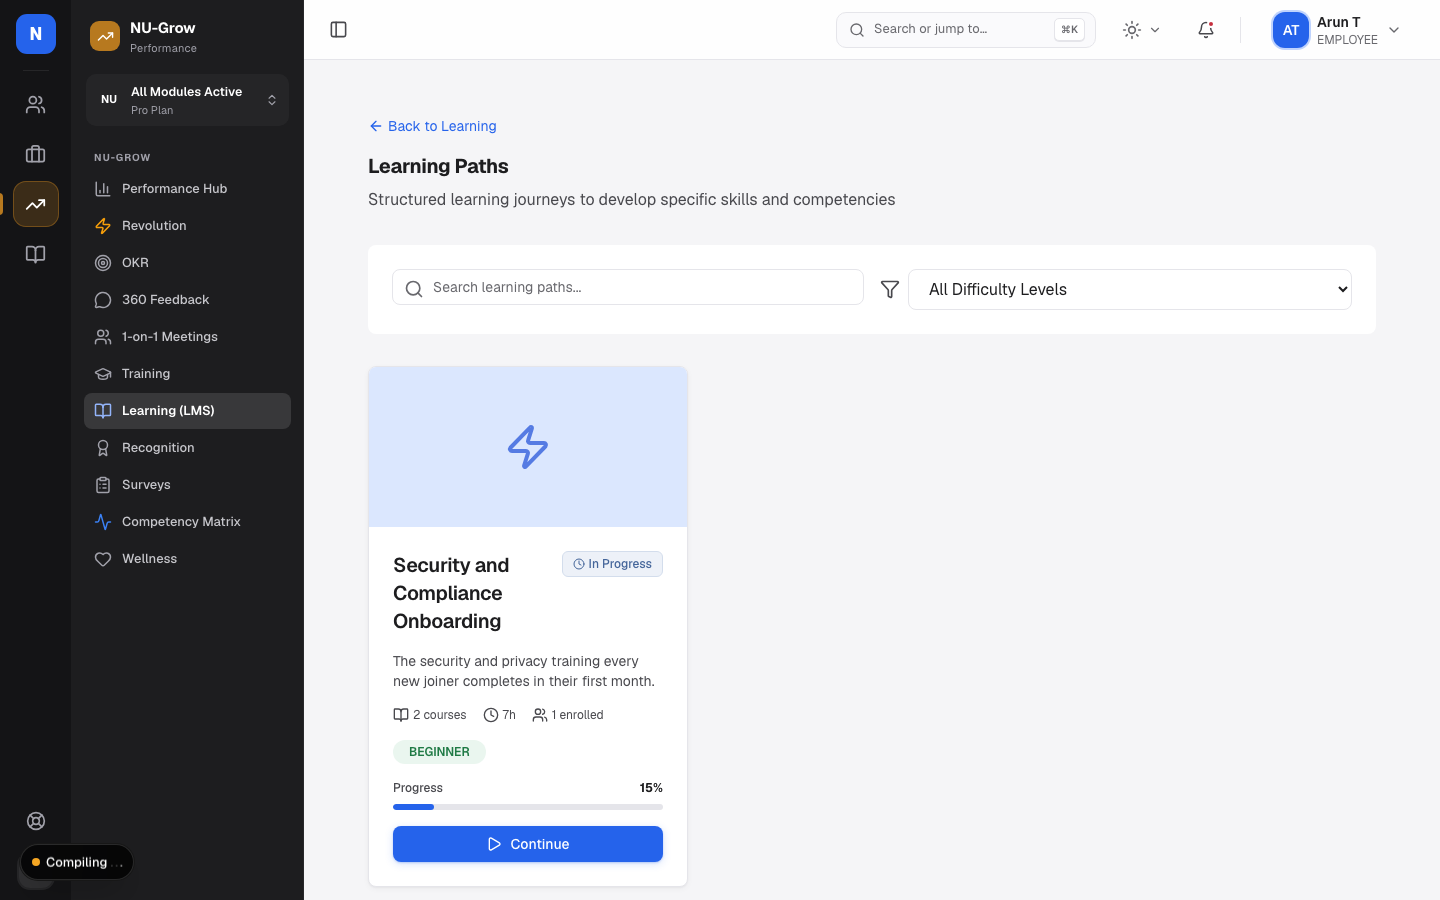 N
NU-Grow
Performance
NU
All Modules Active
Pro Plan
NU-GROW
Performance Hub
Revolution
OKR
360 Feedback
1-on-1 Meetings
Training
Learning (LMS)
Recognition
Surveys
Competency Matrix
Wellness
Compiling ...
Search or jump to...
⌘K
AT
Arun T
EMPLOYEE
Back to Learning
Learning Paths
Structured learning journeys to develop specific skills and competencies
Search learning paths...
All Difficulty Levels
Security and
Compliance
Onboarding
In Progress
The security and privacy training every
new joiner completes in their first month.
2 courses
7h
1 enrolled
BEGINNER
Progress
15%
Continue